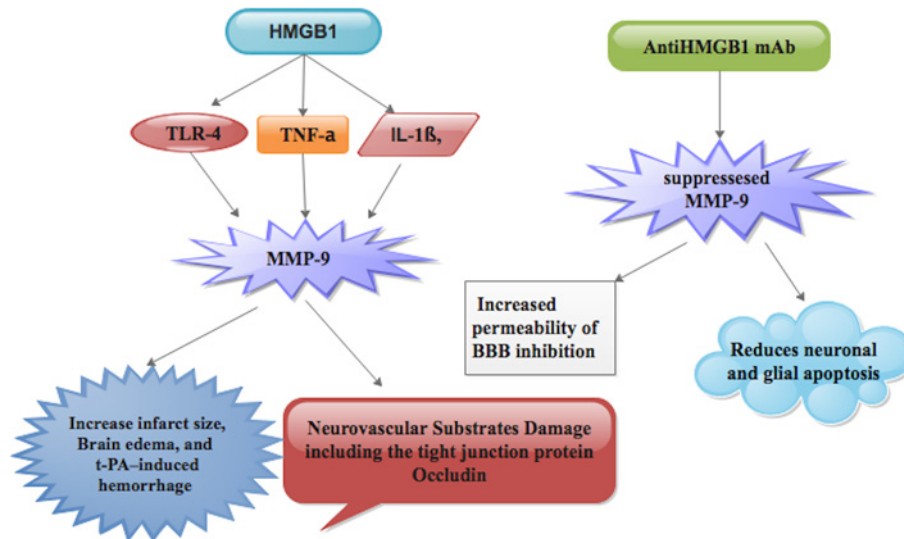 HMGB1
AntiHMGB1 mAb
TLR-4
TNF-a
IL-1ß,
suppressesed
MMP-9
MMP-9
Increased
permeability of
BBB inhibition
Reduces neuronal
and glial apoptosis
Increase infarct size,
Brain edema, and
t-PA–induced
hemorrhage
Neurovascular Substrates Damage
including the tight junction protein
Occludin